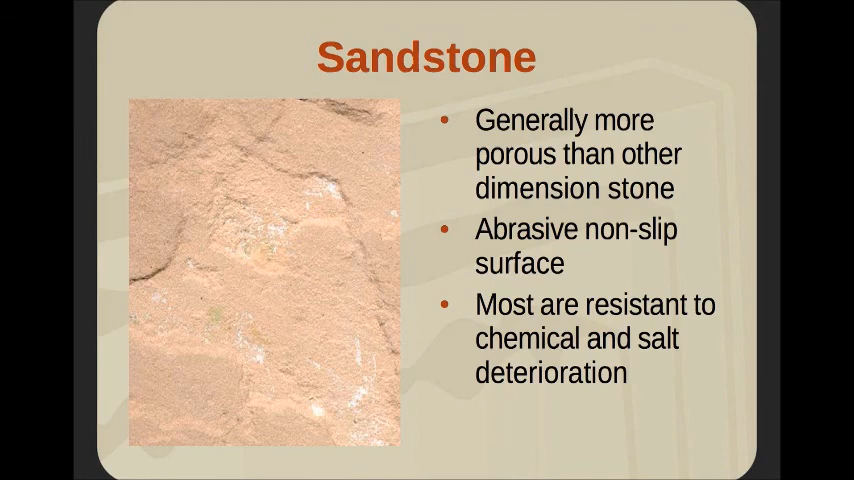 Sandstone
• Generally more
porous than other
dimension stone
• Abrasive non-slip
surface
• Most are resistant to
chemical and salt
deterioration